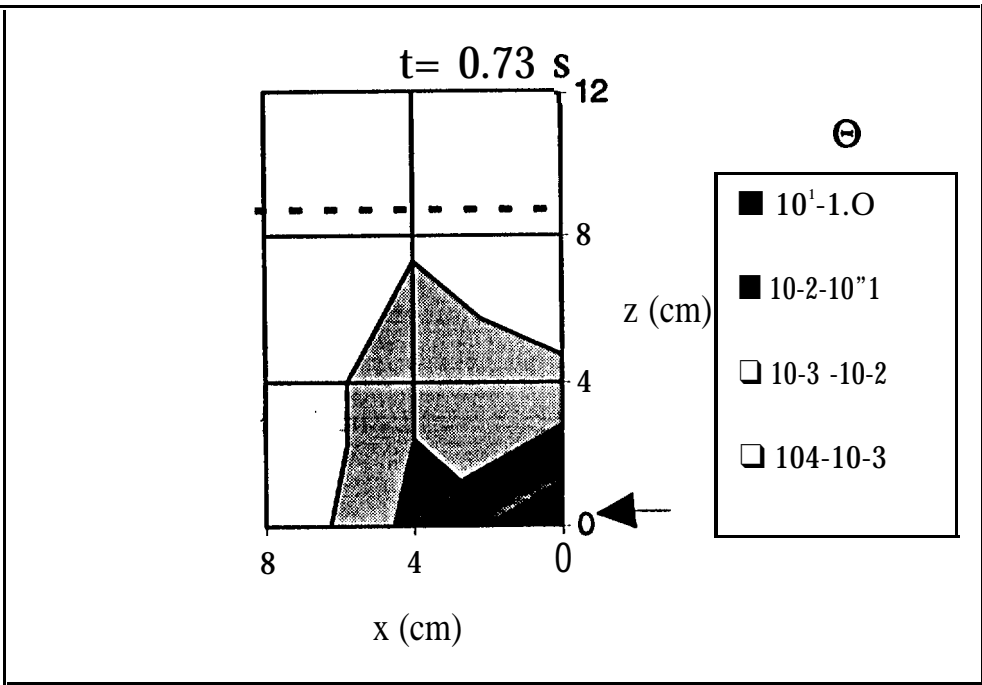 t= 0.73 s
12
8
4
0
z (cm)
8 4 0
x (cm)
Θ
■ 10¹-1.O
■ 10-2-10”1
❏ 10-3 -10-2
❏ 104-10-3